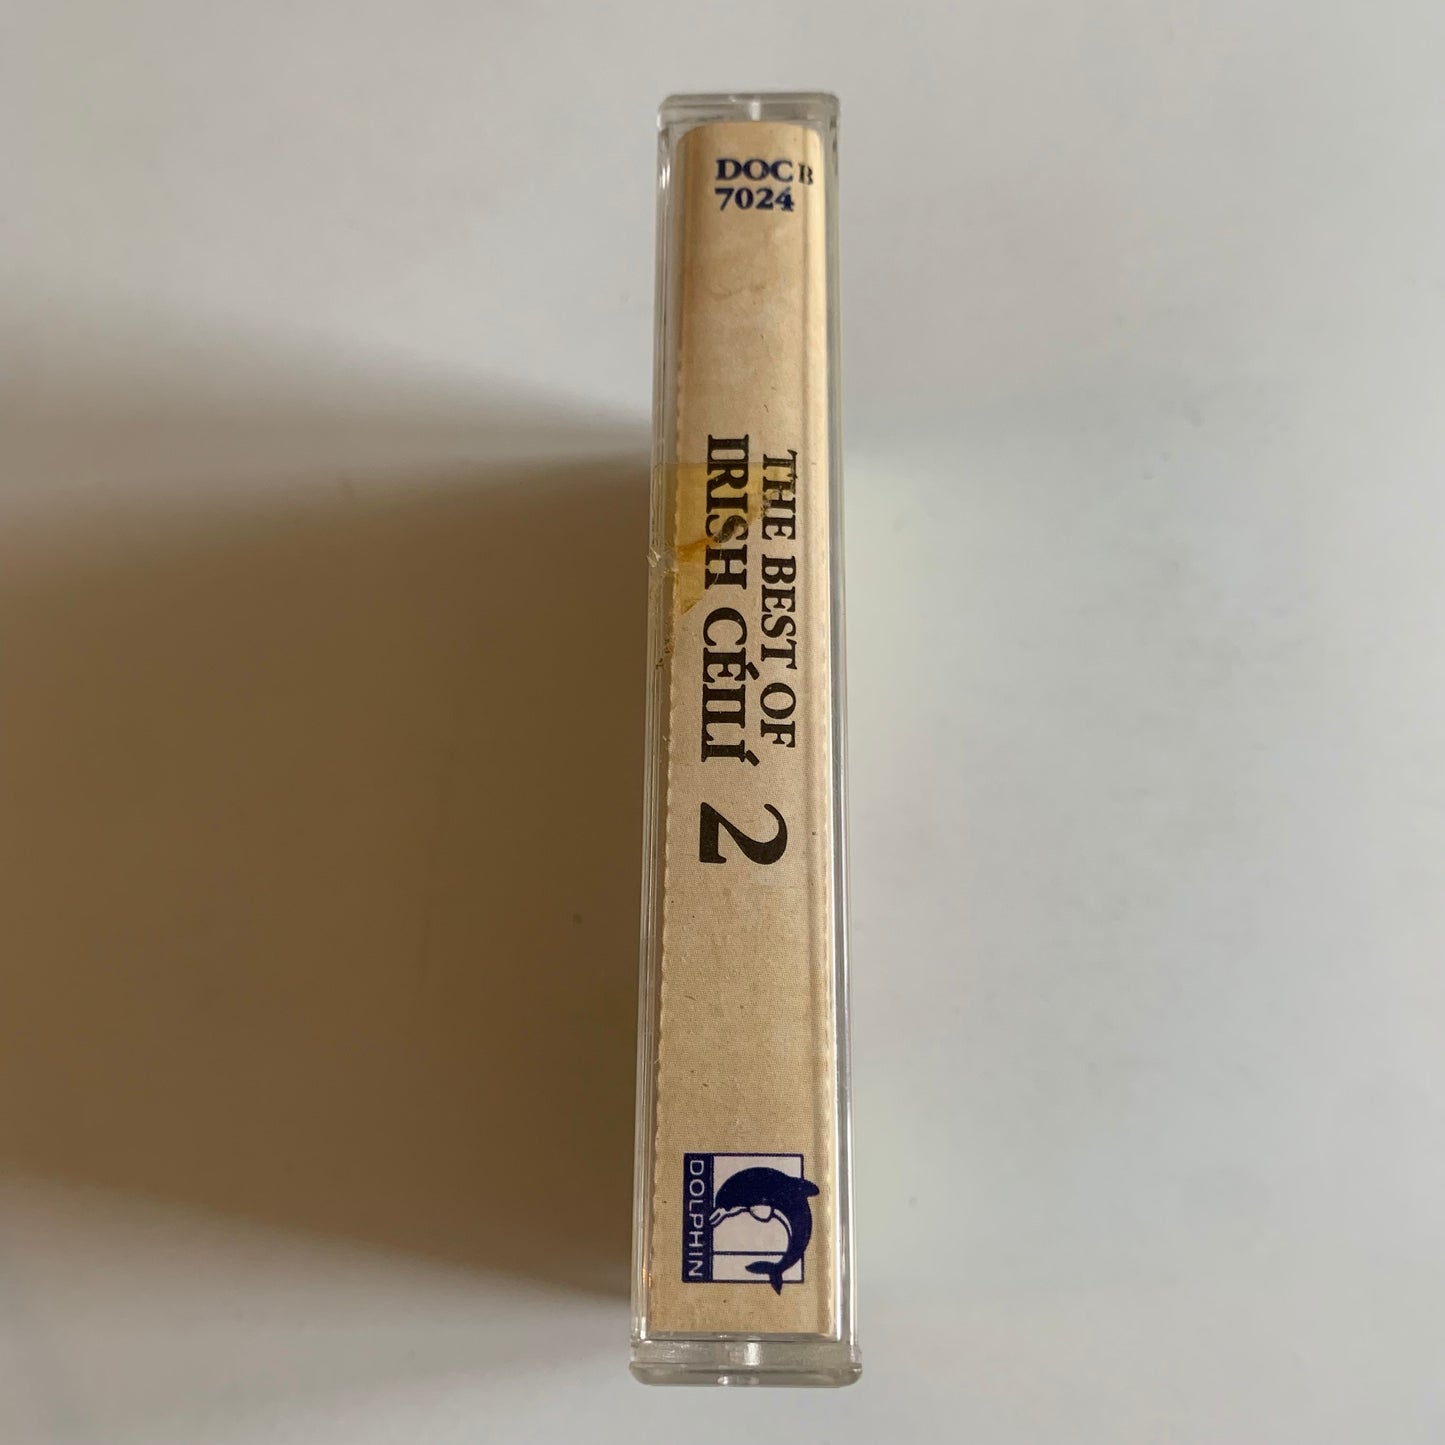 DOC B
7024
THE BEST OF
IRISH CÉILÍ 2
DOLPHIN